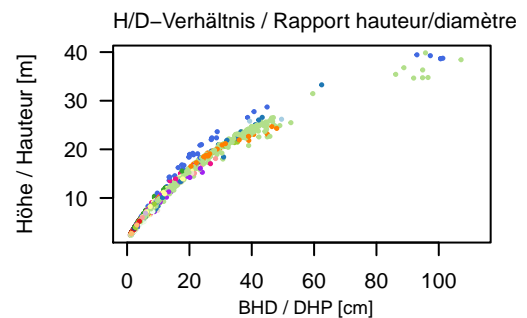 H/D−Verhältnis / Rapport hauteur/diamètre
Höhe / Hauteur [m]
40
30
20
10
0 20 40 60 80 100
BHD / DHP [cm]